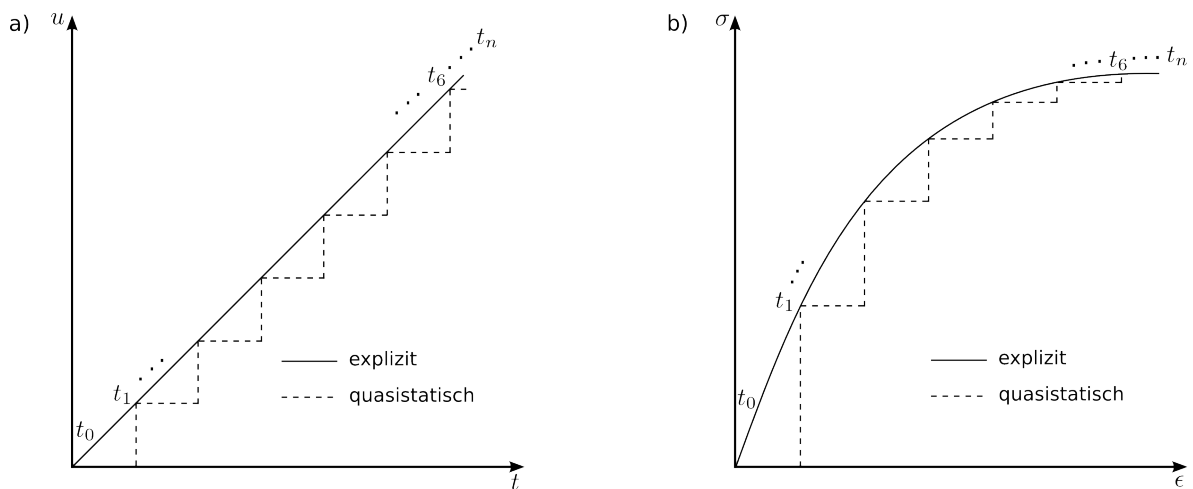 a)
u
t_n
t_6
t_1
t_0
explizit
quasistatisch
t
b)
σ
t_6
t_n
t_1
t_0
explizit
quasistatisch
ϵ